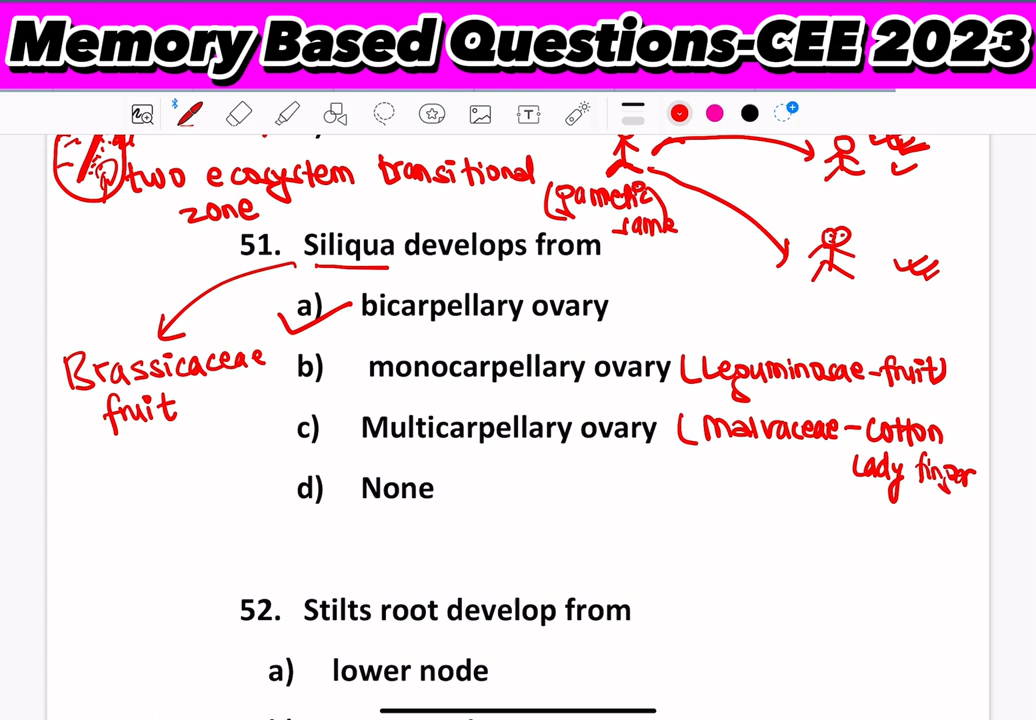 Memory Based Questions-CEE 2023
T
two ecosystem transitional
zone
(gametic)
same
51. Siliqua develops from
a) bicarpellary ovary
Brassicaceae
fruit
b) monocarpellary ovary (Leguminosae-fruit)
c) Multicarpellary ovary (Malvaceae - cotton
Lady finger
d) None
52. Stilts root develop from
a) lower node